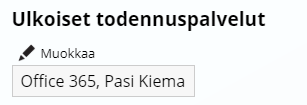 Ulkoiset todennuspalvelut
Muokkaa
Office 365, Pasi Kiema